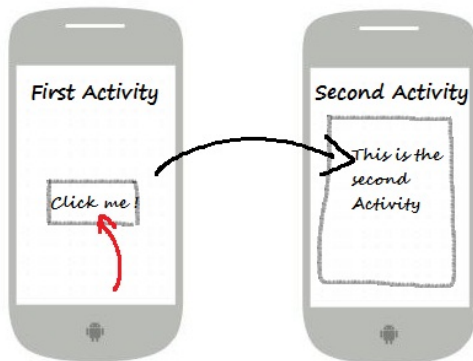 First Activity
Click me !
Second Activity
This is the
second
Activity